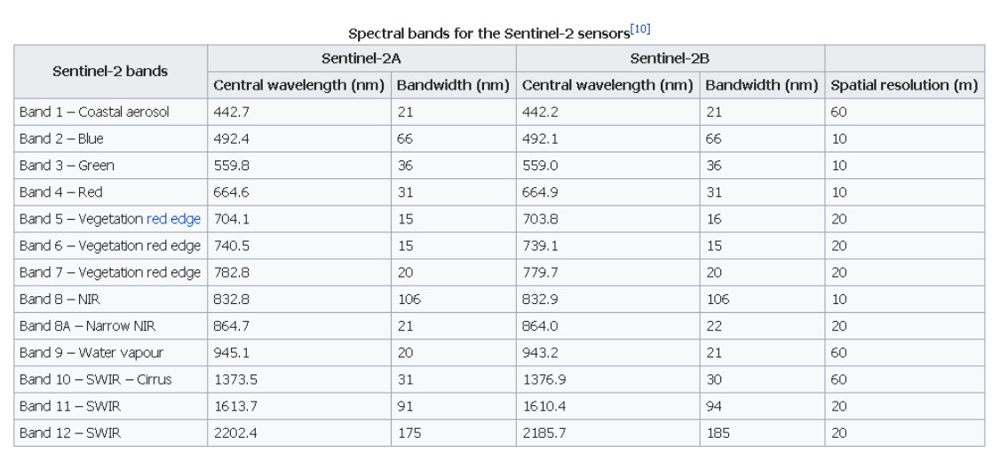 Spectral bands for the Sentinel-2 sensors[10]
Sentinel-2 bands Sentinel-2A Sentinel-2B
Central wavelength (nm) Bandwidth (nm) Central wavelength (nm) Bandwidth (nm) Spatial resolution (m)
Band 1 – Coastal aerosol 442.7 21 442.2 21 60
Band 2 – Blue 492.4 66 492.1 66 10
Band 3 – Green 559.8 36 559.0 36 10
Band 4 – Red 664.6 31 664.9 31 10
Band 5 – Vegetation red edge 704.1 15 703.8 16 20
Band 6 – Vegetation red edge 740.5 15 739.1 15 20
Band 7 – Vegetation red edge 782.8 20 779.7 20 20
Band 8 – NIR 832.8 106 832.9 106 10
Band 8A – Narrow NIR 864.7 21 864.0 22 20
Band 9 – Water vapour 945.1 20 943.2 21 60
Band 10 – SWIR – Cirrus 1373.5 31 1376.9 30 60
Band 11 – SWIR 1613.7 91 1610.4 94 20
Band 12 – SWIR 2202.4 175 2185.7 185 20